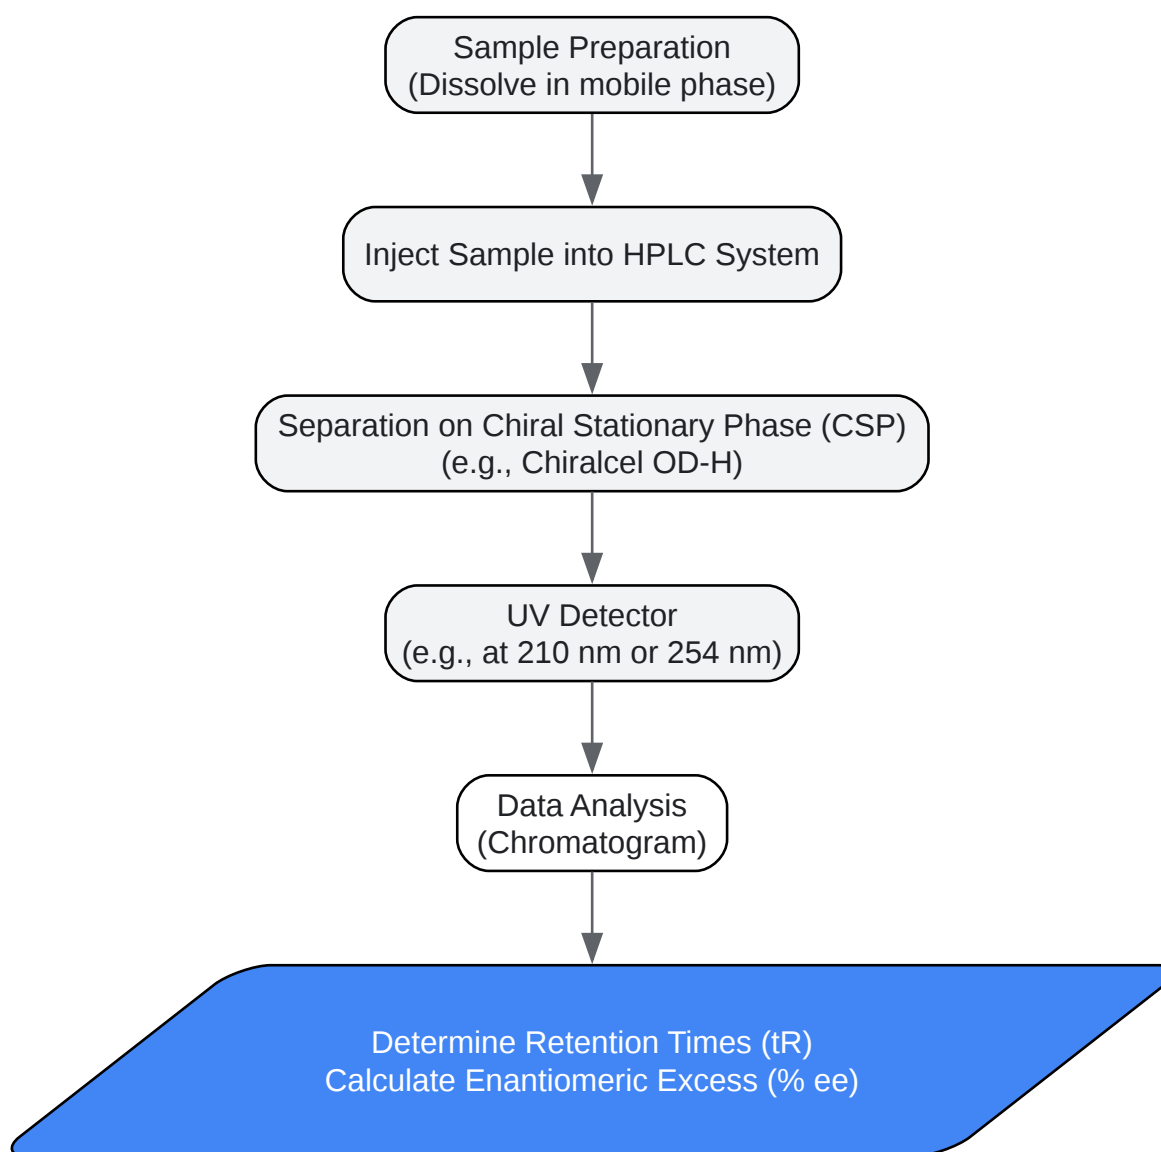 Sample Preparation
(Dissolve in mobile phase)
Inject Sample into HPLC System
Separation on Chiral Stationary Phase (CSP)
(e.g., Chiralcel OD-H)
UV Detector
(e.g., at 210 nm or 254 nm)
Data Analysis
(Chromatogram)
Determine Retention Times (tR)
Calculate Enantiomeric Excess (% ee)